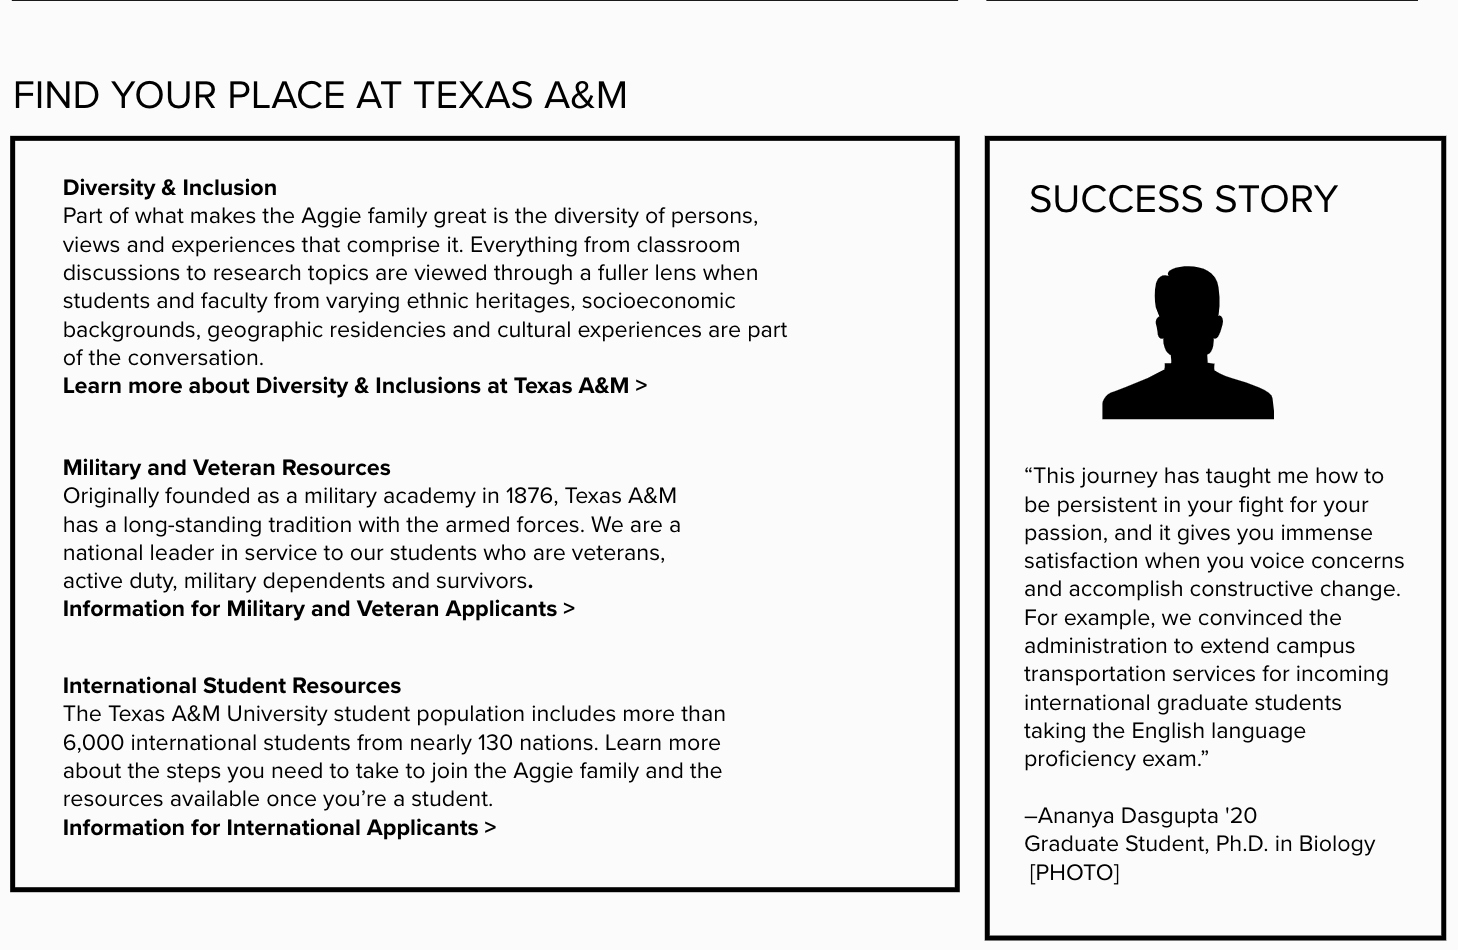 FIND YOUR PLACE AT TEXAS A&M
Diversity & Inclusion
Part of what makes the Aggie family great is the diversity of persons,
views and experiences that comprise it. Everything from classroom
discussions to research topics are viewed through a fuller lens when
students and faculty from varying ethnic heritages, socioeconomic
backgrounds, geographic residencies and cultural experiences are part
of the conversation.
Learn more about Diversity & Inclusions at Texas A&M >
Military and Veteran Resources
Originally founded as a military academy in 1876, Texas A&M
has a long-standing tradition with the armed forces. We are a
national leader in service to our students who are veterans,
active duty, military dependents and survivors.
Information for Military and Veteran Applicants >
International Student Resources
The Texas A&M University student population includes more than
6,000 international students from nearly 130 nations. Learn more
about the steps you need to take to join the Aggie family and the
resources available once you’re a student.
Information for International Applicants >
SUCCESS STORY
“This journey has taught me how to
be persistent in your fight for your
passion, and it gives you immense
satisfaction when you voice concerns
and accomplish constructive change.
For example, we convinced the
administration to extend campus
transportation services for incoming
international graduate students
taking the English language
proficiency exam.”
–Ananya Dasgupta '20
Graduate Student, Ph.D. in Biology
[PHOTO]